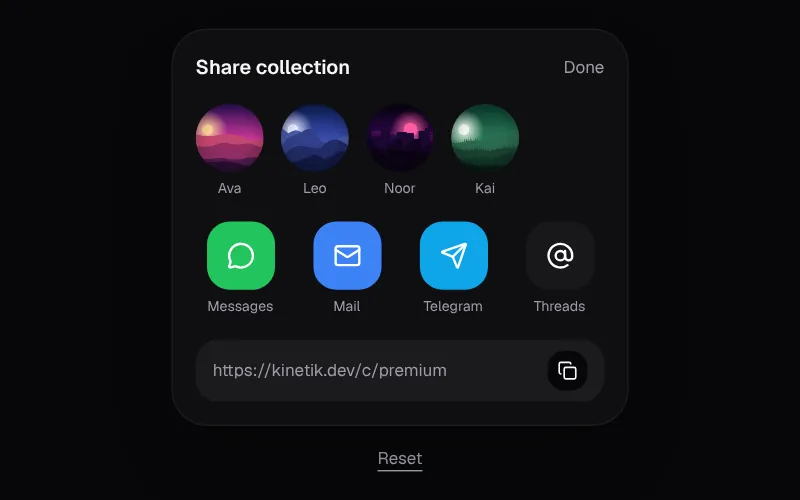 Share collection
Done
Ava
Leo
Noor
Kai
Messages
Mail
Telegram
Threads
https://kinetik.dev/c/premium
Reset